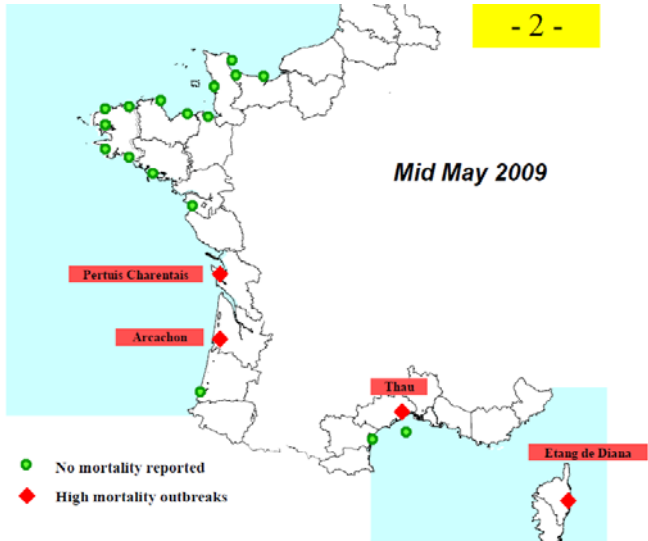 - 2 -
Mid May 2009
Pertuis Charentais
Arcachon
Thau
Etang de Diana
No mortality reported
High mortality outbreaks